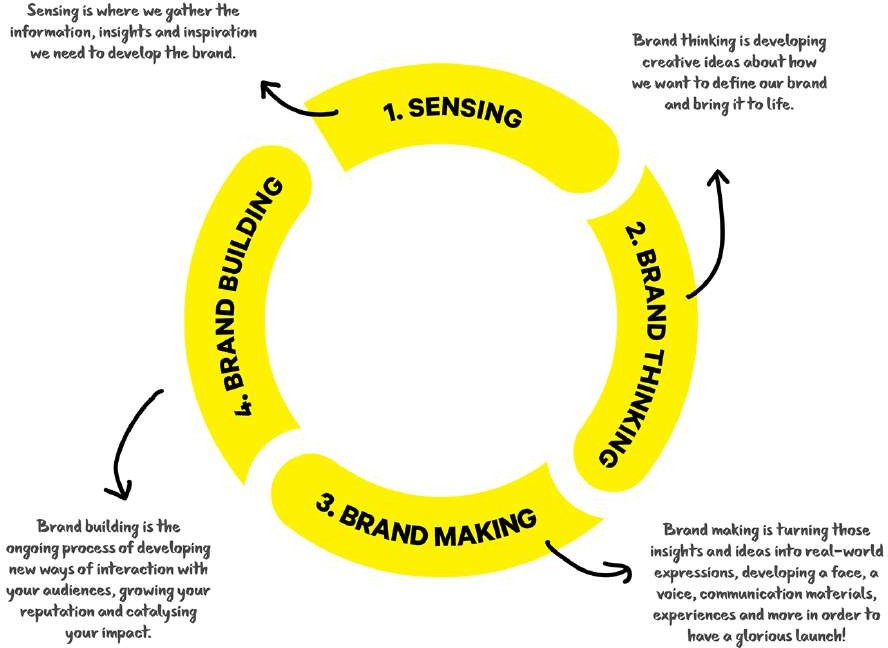 Sensing is where we gather the
information, insights and inspiration
we need to develop the brand.
1. SENSING
Brand thinking is developing
creative ideas about how
we want to define our brand
and bring it to life.
2. BRAND THINKING
3. BRAND MAKING
Brand making is turning those
insights and ideas into real-world
expressions, developing a face, a
voice, communication materials,
experiences and more in order to
have a glorious launch!
4. BRAND BUILDING
Brand building is the
ongoing process of developing
new ways of interaction with
your audiences, growing your
reputation and catalysing
your impact.